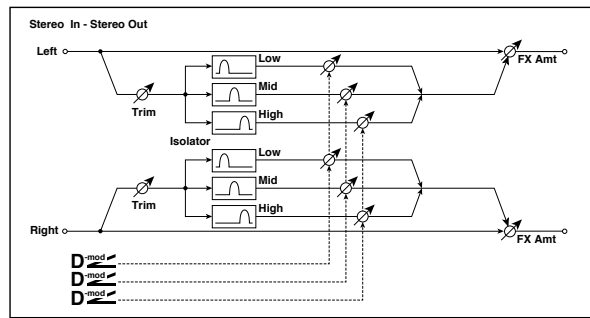 Stereo In - Stereo Out
Left
FX Amt
Low
Mid
High
Trim
Isolator
Low
Mid
High
Trim
Right
FX Amt
D-mod
D-mod
D-mod